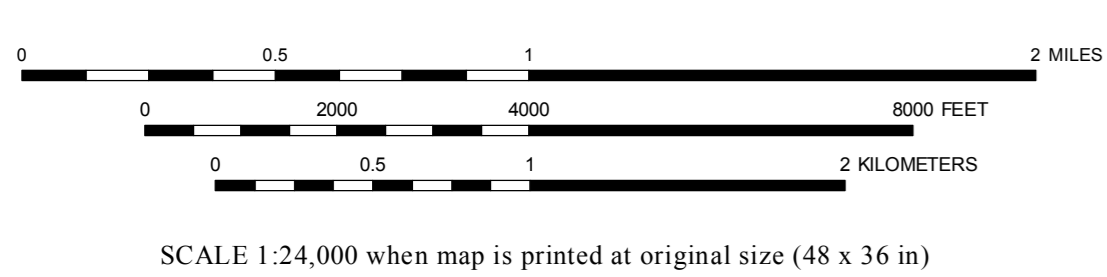 0 0.5 1 2 MILES
0 2000 4000 8000 FEET
0 0.5 1 2 KILOMETERS
SCALE 1:24,000 when map is printed at original size (48 x 36 in)